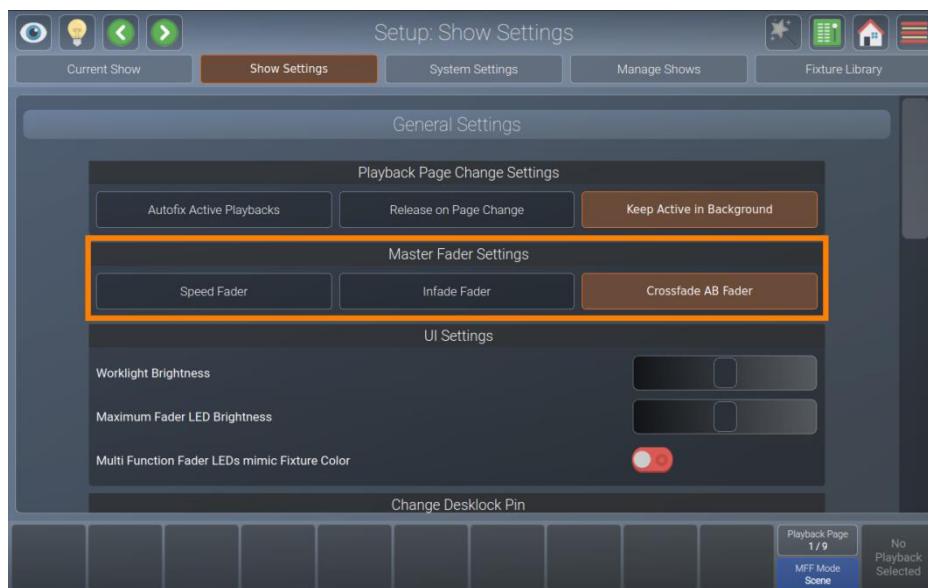 Setup: Show Settings
Current Show
Show Settings
System Settings
Manage Shows
Fixture Library
General Settings
Playback Page Change Settings
Autofix Active Playbacks
Release on Page Change
Keep Active in Background
Master Fader Settings
Speed Fader
Infade Fader
Crossfade AB Fader
UI Settings
Worklight Brightness
Maximum Fader LED Brightness
Multi Function Fader LEDs mimic Fixture Color
Change Desklock Pin
Playback Page
1 / 9
MFF Mode
Scene
No
Playback
Selected